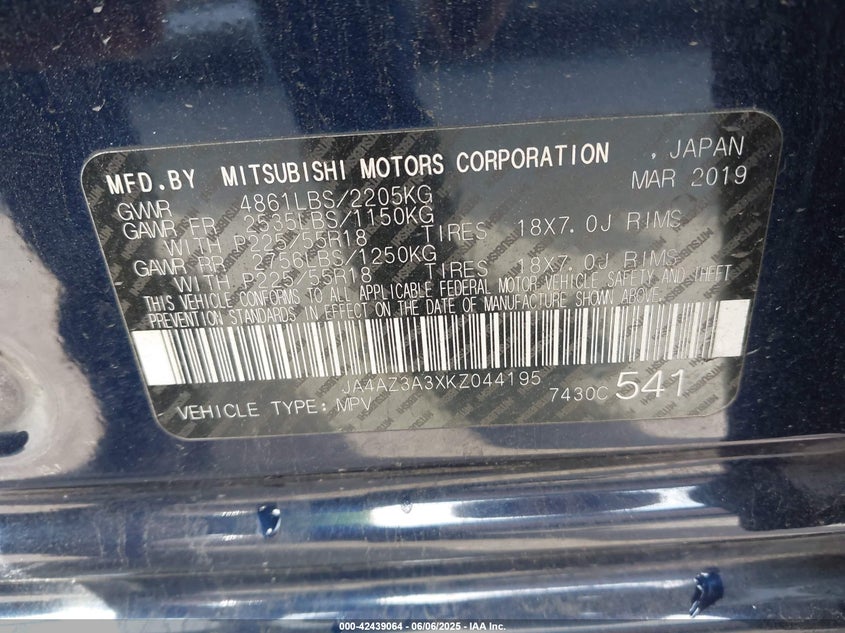 MFD.BY MITSUBISHI MOTORS CORPORATION , JAPAN
MAR 2019
GVWR 4861LBS/2205KG
GAWR FR 2535LBS/1150KG
WITH P225/55R18 TIRES 18X7.0J RIMS
GAWR RR 2756LBS/1250KG
WITH P225/55R18 TIRES 18X7.0J RIMS
THIS VEHICLE CONFORMS TO ALL APPLICABLE FEDERAL MOTOR VEHICLE SAFETY AND THEFT
PREVENTION STANDARDS IN EFFECT ON THE DATE OF MANUFACTURE SHOWN ABOVE.
JA4AZ3A3XKZ044195
VEHICLE TYPE: MPV 7430C 541
000-42439064 - 06/06/2025 - IAA Inc.